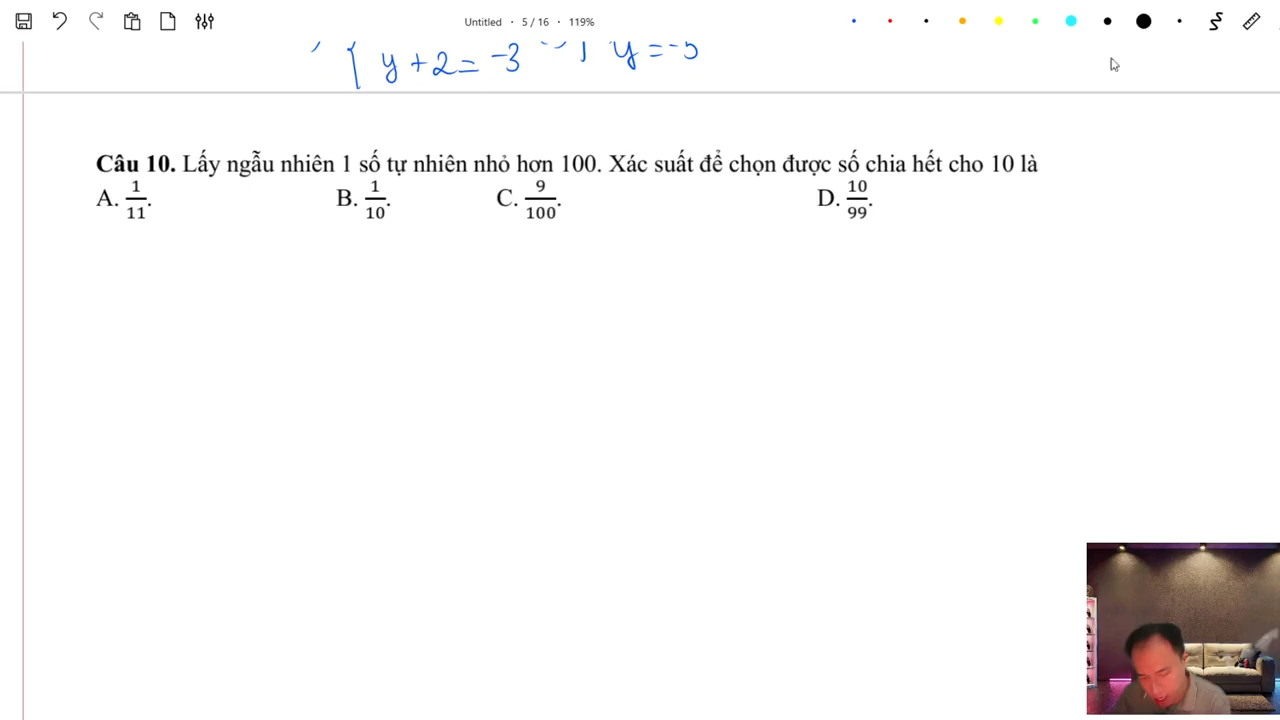 Untitled · 5 / 16 · 119%
y + 2 = -3
Câu 10. Lấy ngẫu nhiên 1 số tự nhiên nhỏ hơn 100. Xác suất để chọn được số chia hết cho 10 là
A. 1/11. B. 1/10. C. 9/100. D. 10/99.